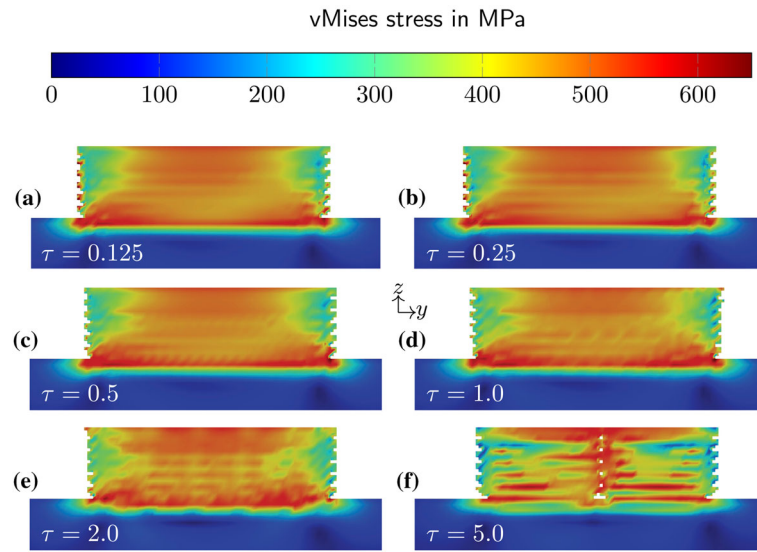 vMises stress in MPa
0 100 200 300 400 500 600
(a) (b)
τ = 0.125 τ = 0.25
z
y
(c) (d)
τ = 0.5 τ = 1.0
(e) (f)
τ = 2.0 τ = 5.0